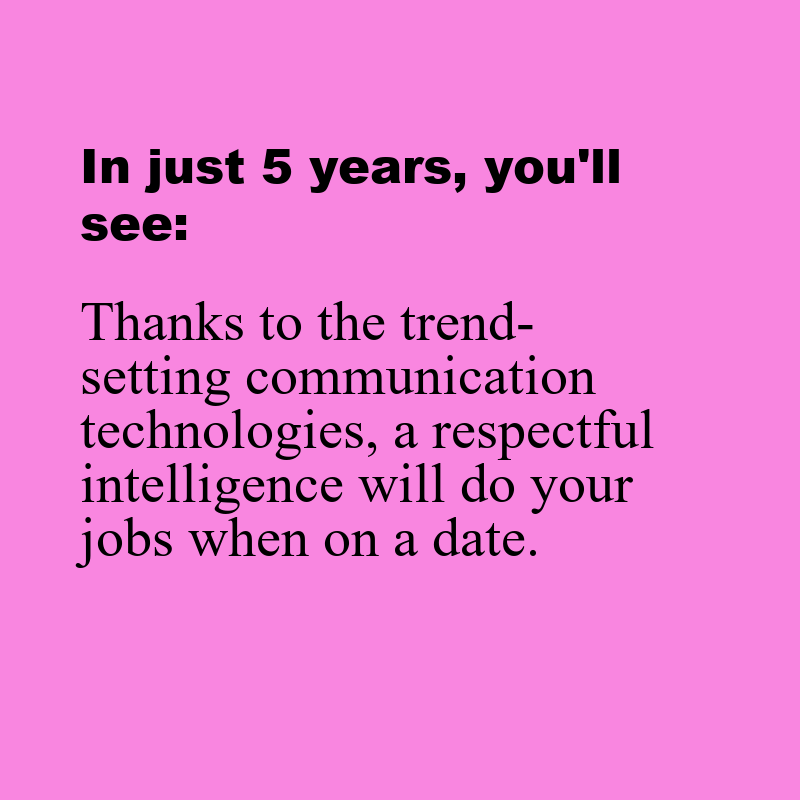 In just 5 years, you'll
see:
Thanks to the trend-
setting communication
technologies, a respectful
intelligence will do your
jobs when on a date.